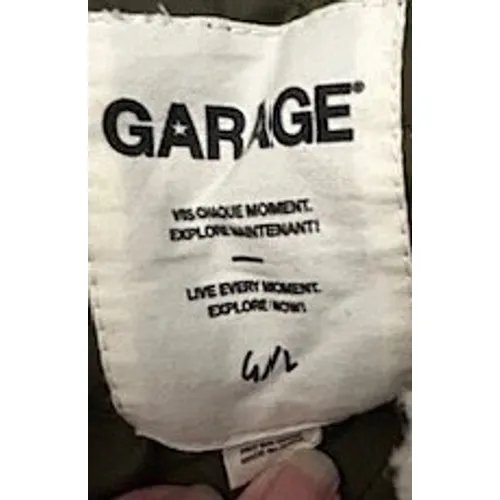 GARAGE®
VIS CHAQUE MOMENT.
EXPLORE MAINTENANT!
LIVE EVERY MOMENT.
EXPLORE NOW!